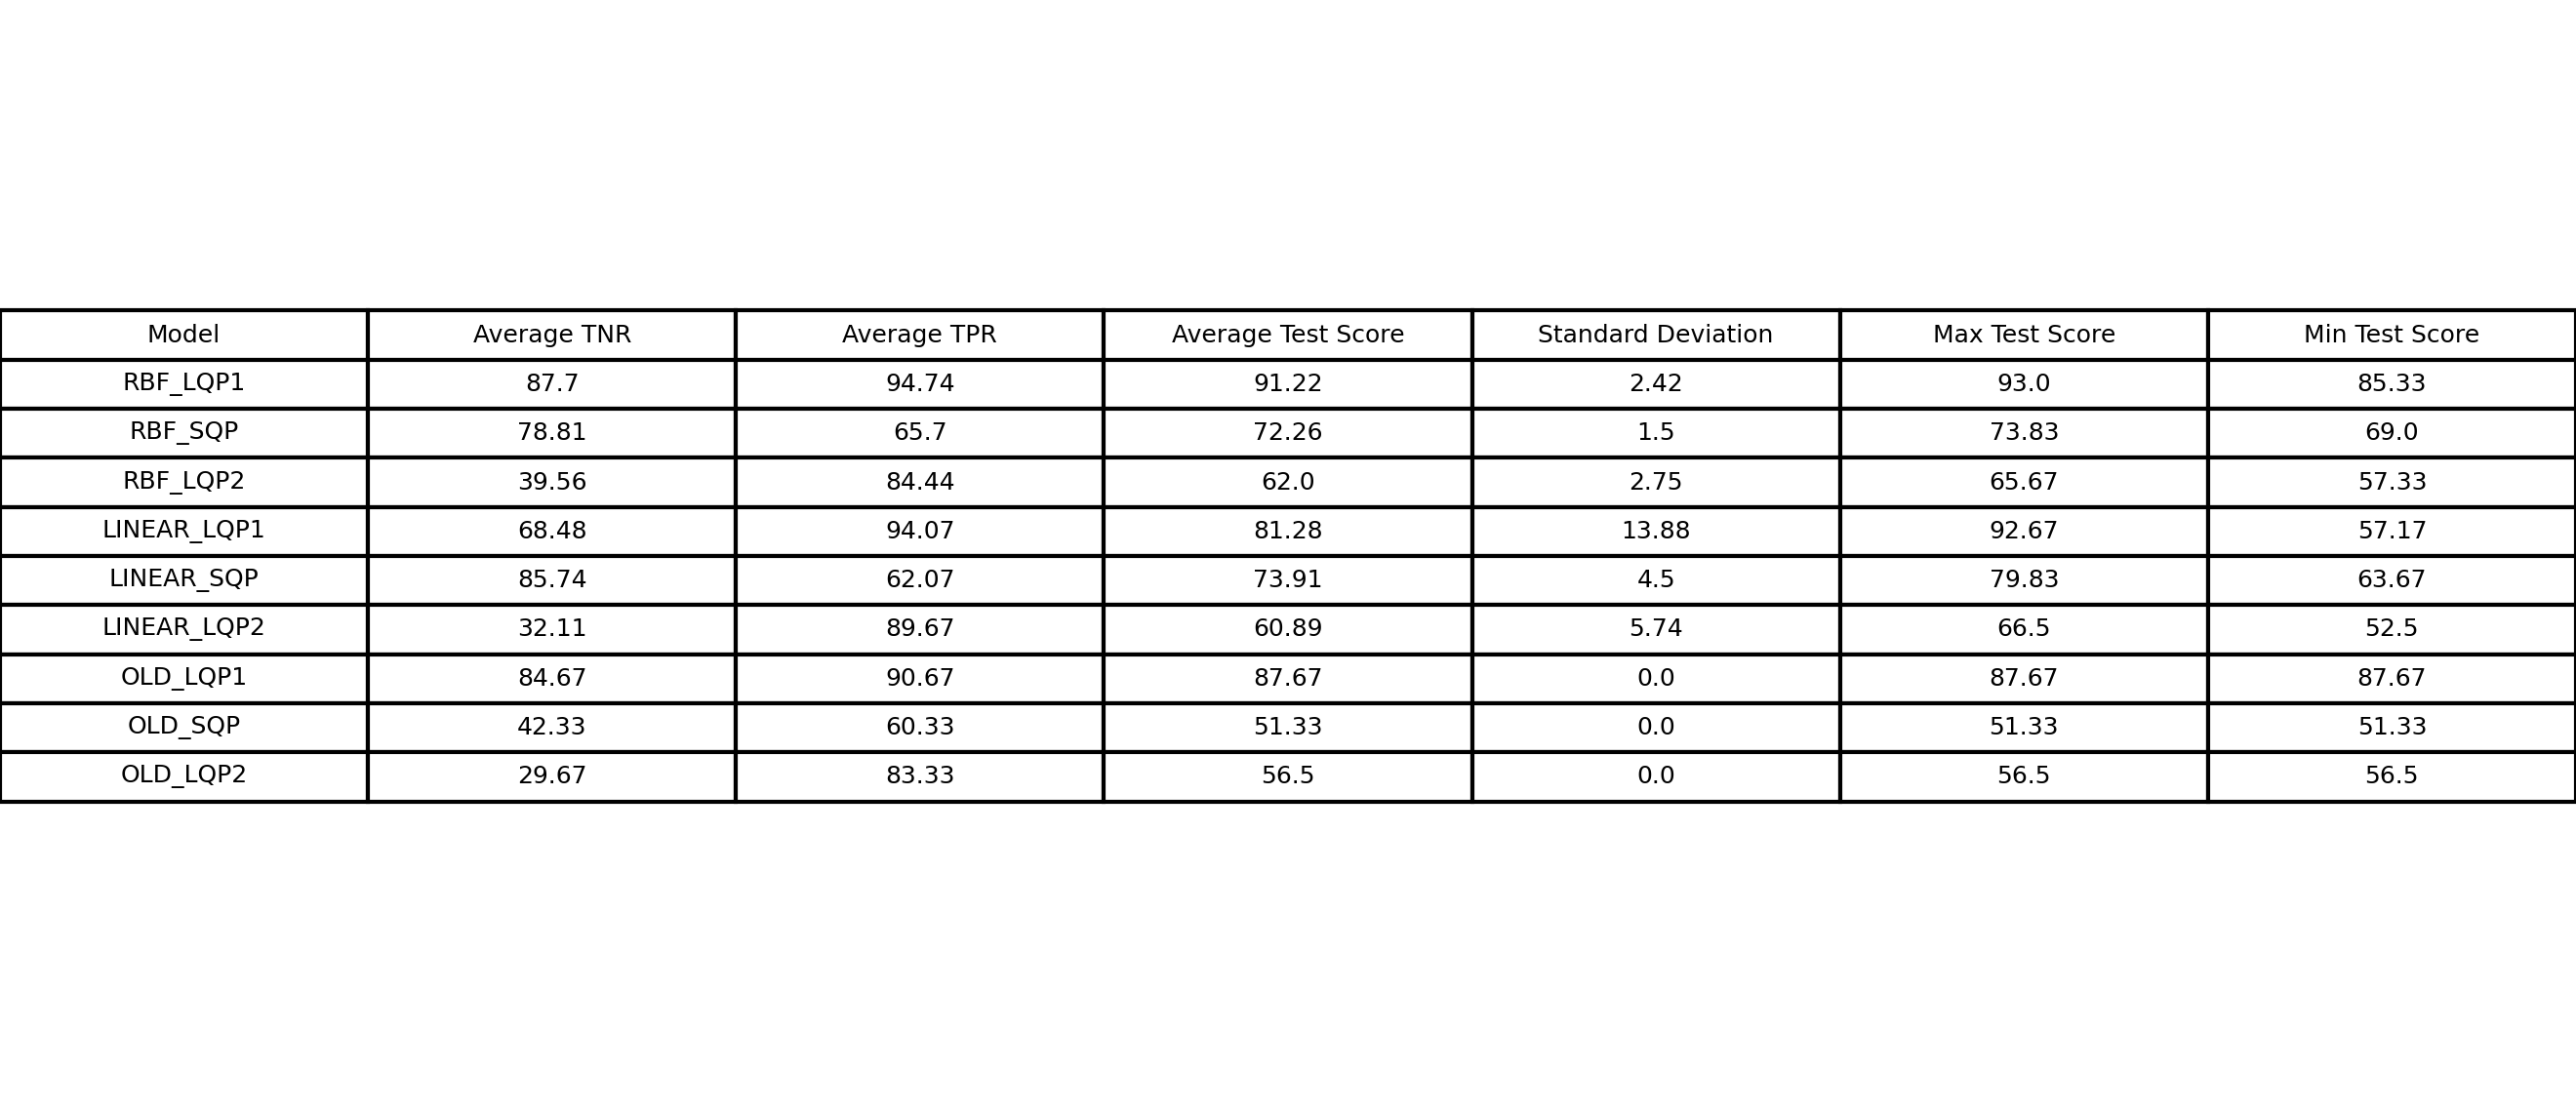 Model Average TNR Average TPR Average Test Score Standard Deviation Max Test Score Min Test Score
RBF_LQP1 87.7 94.74 91.22 2.42 93.0 85.33
RBF_SQP 78.81 65.7 72.26 1.5 73.83 69.0
RBF_LQP2 39.56 84.44 62.0 2.75 65.67 57.33
LINEAR_LQP1 68.48 94.07 81.28 13.88 92.67 57.17
LINEAR_SQP 85.74 62.07 73.91 4.5 79.83 63.67
LINEAR_LQP2 32.11 89.67 60.89 5.74 66.5 52.5
OLD_LQP1 84.67 90.67 87.67 0.0 87.67 87.67
OLD_SQP 42.33 60.33 51.33 0.0 51.33 51.33
OLD_LQP2 29.67 83.33 56.5 0.0 56.5 56.5